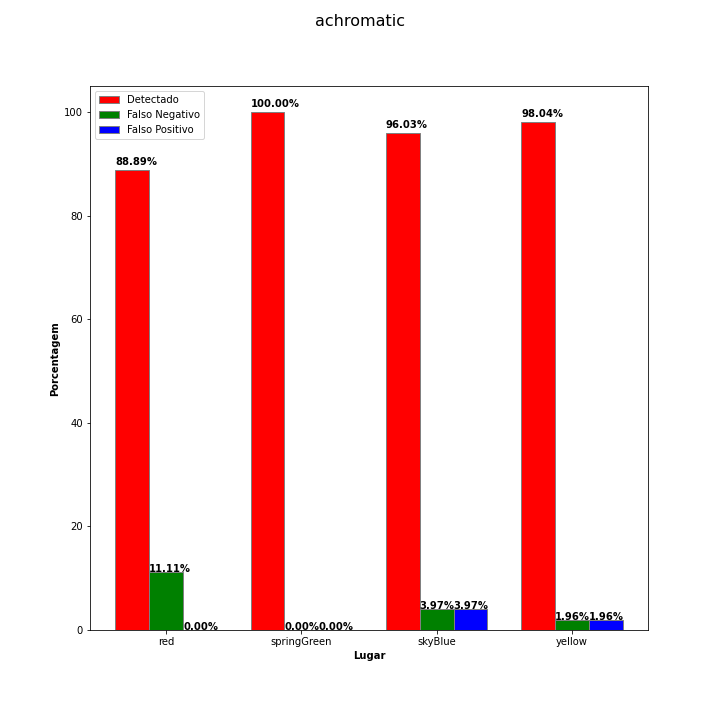 achromatic
Detectado
Falso Negativo
Falso Positivo
100.00%
98.04%
96.03%
88.89%
11.11%
0.00%
0.00%
0.00%
3.97%
3.97%
1.96%
1.96%
100
80
60
40
20
0
Porcentagem
red
springGreen
skyBlue
yellow
Lugar